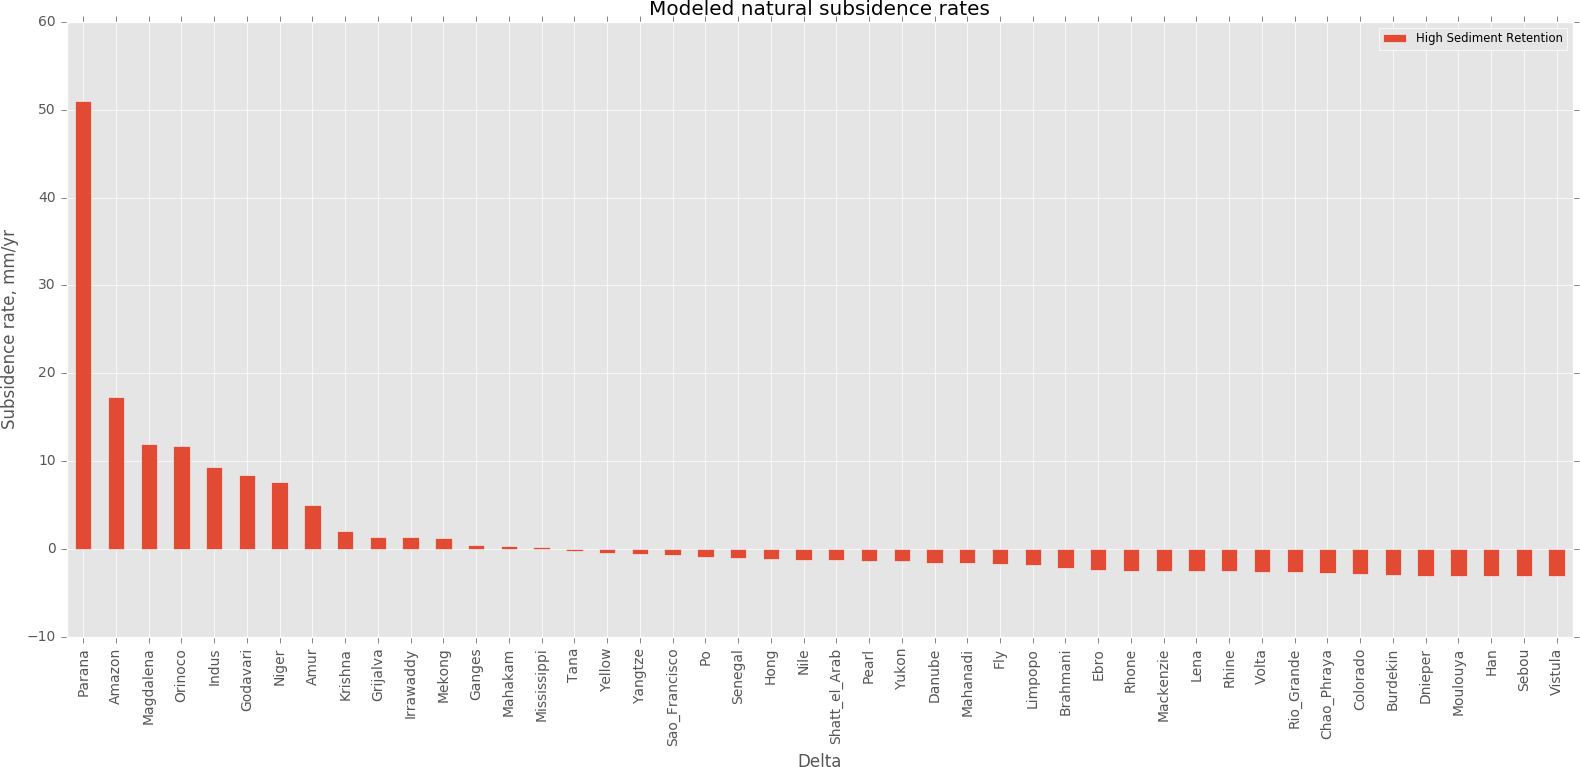 Modeled natural subsidence rates
High Sediment Retention
60
50
40
30
20
10
0
−10
Subsidence rate, mm/yr
Parana
Amazon
Magdalena
Orinoco
Indus
Godavari
Niger
Amur
Krishna
Grijalva
Irrawaddy
Mekong
Ganges
Mahakam
Mississippi
Tana
Yellow
Yangtze
Sao_Francisco
Po
Senegal
Hong
Nile
Shatt_el_Arab
Pearl
Yukon
Danube
Mahanadi
Fly
Limpopo
Brahmani
Ebro
Rhone
Mackenzie
Lena
Rhine
Volta
Rio_Grande
Chao_Phraya
Colorado
Burdekin
Dnieper
Moulouya
Han
Sebou
Vistula
Delta